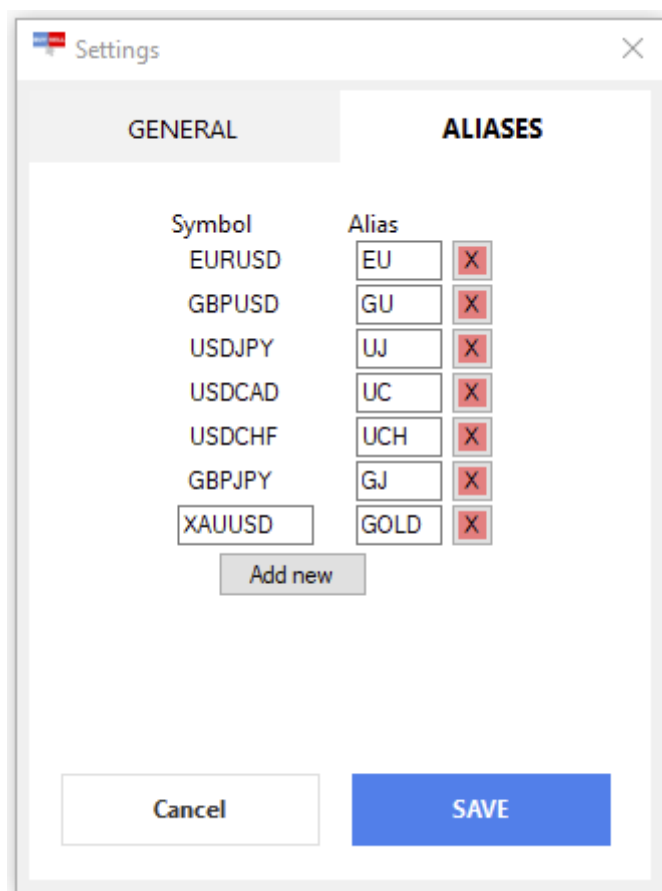 Settings
GENERAL ALIASES
Symbol Alias
EURUSD EU X
GBPUSD GU X
USDJPY UJ X
USDCAD UC X
USDCHF UCH X
GBPJPY GJ X
XAUUSD GOLD X
Add new
Cancel SAVE